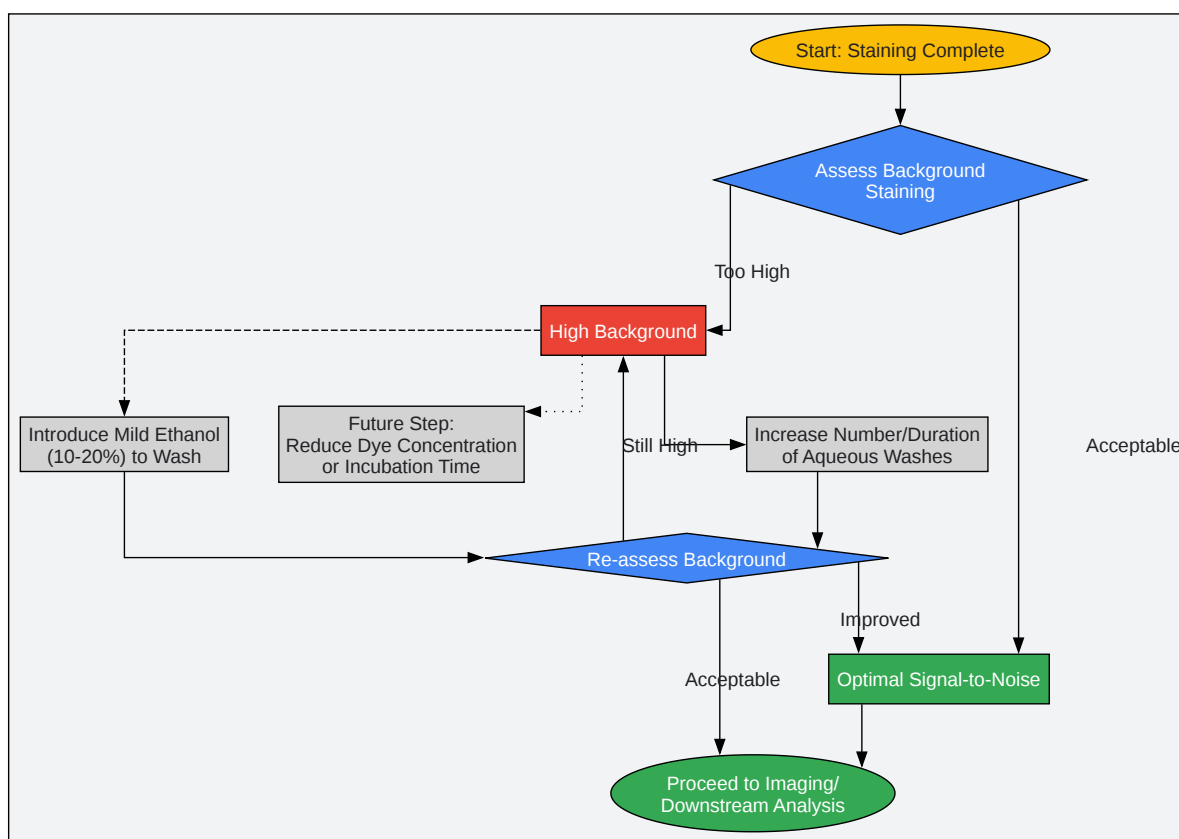 Start: Staining Complete
Assess Background
Staining
Too High
High Background
Introduce Mild Ethanol
(10-20%) to Wash
Future Step:
Reduce Dye Concentration
or Incubation Time
Still High
Increase Number/Duration
of Aqueous Washes
Acceptable
Re-assess Background
Improved
Acceptable
Optimal Signal-to-Noise
Proceed to Imaging/
Downstream Analysis